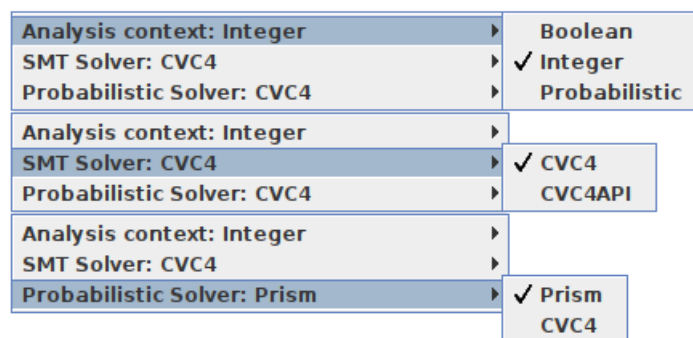 Analysis context: Integer
Boolean
SMT Solver: CVC4
✓ Integer
Probabilistic Solver: CVC4
Probabilistic
Analysis context: Integer
SMT Solver: CVC4
✓ CVC4
Probabilistic Solver: CVC4
CVC4API
Analysis context: Integer
SMT Solver: CVC4
Probabilistic Solver: Prism
✓ Prism
CVC4